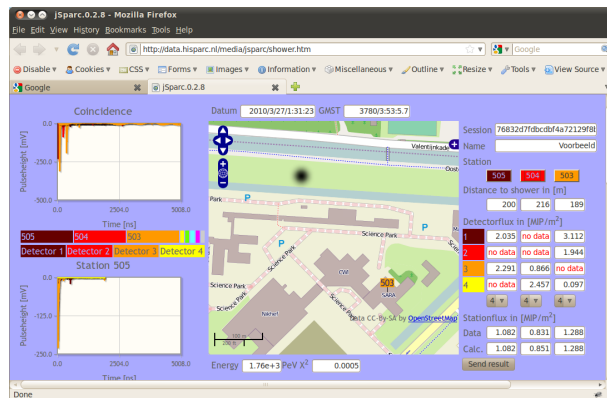 jSparc.0.2.8 - Mozilla Firefox
File Edit View History Bookmarks Tools Help
http://data.hisparc.nl/media/jsparc/shower.htm
Google
Disable Cookies CSS Forms Images Information Miscellaneous Outline Resize Tools View Source
Google jSparc.0.2.8
Coincidence
Pulseheight [mV]
0.0
-250.0
-500.0
0.0 2504.0 5008.0
Time [ns]
505 504 503
Detector 1 Detector 2 Detector 3 Detector 4
Station 505
Pulseheight [mV]
0.0
-125.0
-250.0
0.0 2504.0 5008.0
Time [ns]
Datum 2010/3/27/1:31:23 GMST 3780/3:53:5.7
Valentijnkade
Oost
Park
P
Science Park
P
Science Park
Science Park
CWI
503
SARA
Science Park
Science Park
Nikhef
100 m
200 ft
Data CC-By-SA by OpenStreetMap
Energy 1.76e+3 PeV X² 0.0005
Session 76832d7fdbcdbf4a72129f8b
Name Voorbeeld
Station
505 504 503
Distance to shower in [m]
200 216 189
Detectorflux in [MIP/m²]
1 2.035 no data 3.112
2 no data no data 1.944
3 2.291 0.866 no data
4 no data 2.457 0.097
4 4 4
Stationflux in [MIP/m²]
Data 1.082 0.831 1.288
Calc. 1.082 0.851 1.288
Send result
Done